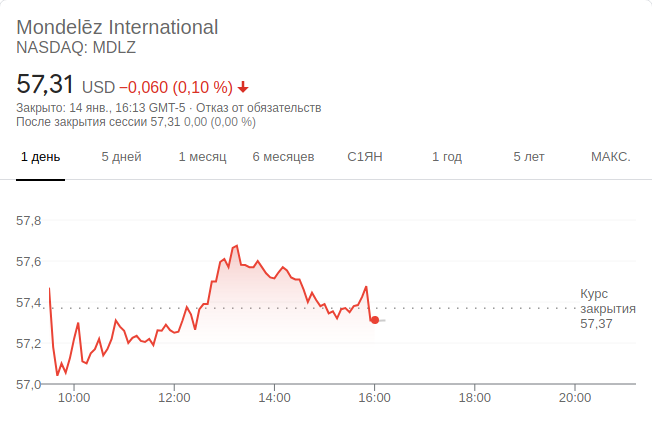 Mondelēz International
NASDAQ: MDLZ
57,31 USD −0,060 (0,10 %)
Закрыто: 14 янв., 16:13 GMT-5 · Отказ от обязательств
После закрытия сессии 57,31 0,00 (0,00 %)
1 день 5 дней 1 месяц 6 месяцев С1ЯН 1 год 5 лет МАКС.
57,8
57,6
57,4
57,2
57,0
Курс
закрытия
57,37
10:00 12:00 14:00 16:00 18:00 20:00